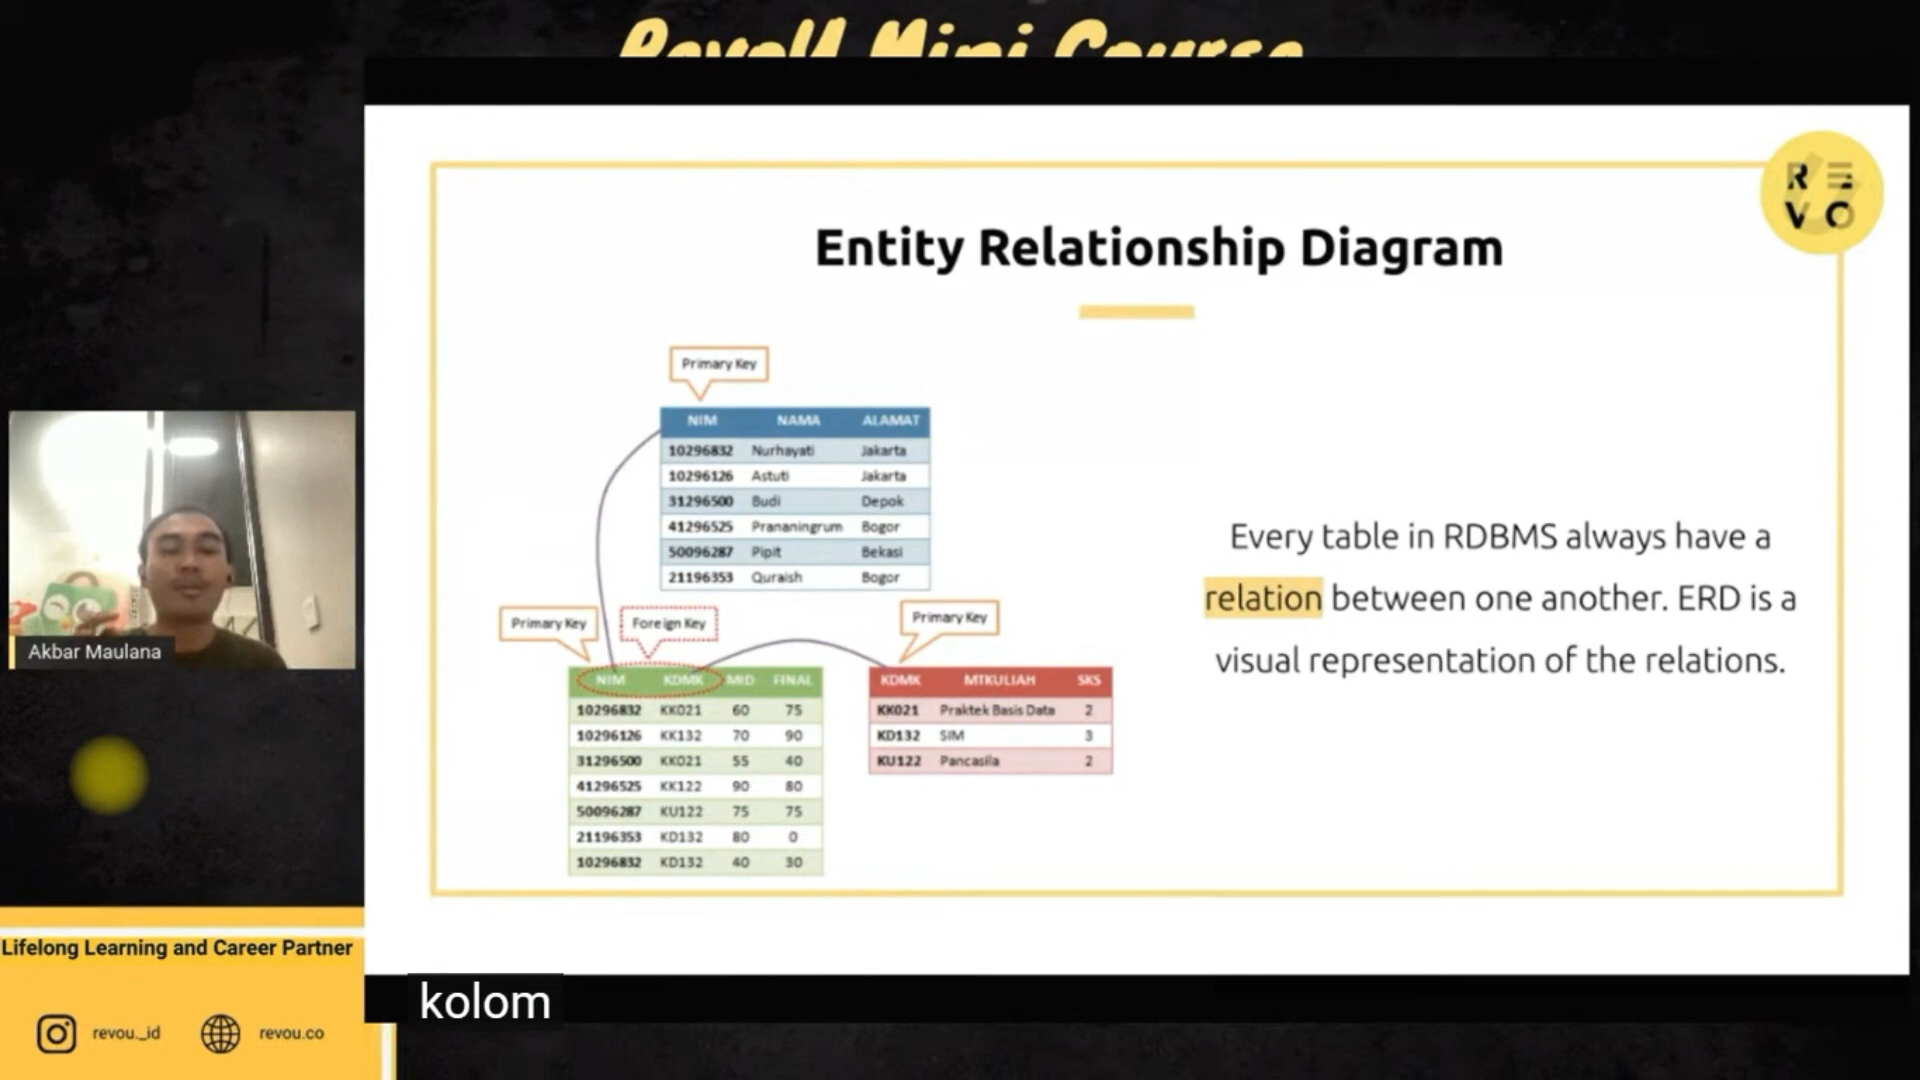 RevoU Mini Course
R E
V O
Entity Relationship Diagram
Primary Key
NIM NAMA ALAMAT
10296832 Nurhayati Jakarta
10296126 Astuti Jakarta
31296500 Budi Depok
41296525 Prananingrum Bogor
50096287 Pipit Bekasi
21196353 Quraish Bogor
Primary Key
Foreign Key
Primary Key
NIM KDMK MID FINAL
10296832 KK021 60 75
10296126 KK132 70 90
31296500 KK021 55 40
41296525 KK122 90 80
50096287 KU122 75 75
21196353 KD132 80 0
10296832 KD132 40 30
KDMK MTKULIAH SKS
KK021 Praktek Basis Data 2
KD132 SIM 3
KU122 Pancasila 2
Every table in RDBMS always have a
relation between one another. ERD is a
visual representation of the relations.
Akbar Maulana
Lifelong Learning and Career Partner
revou._id
revou.co
kolom